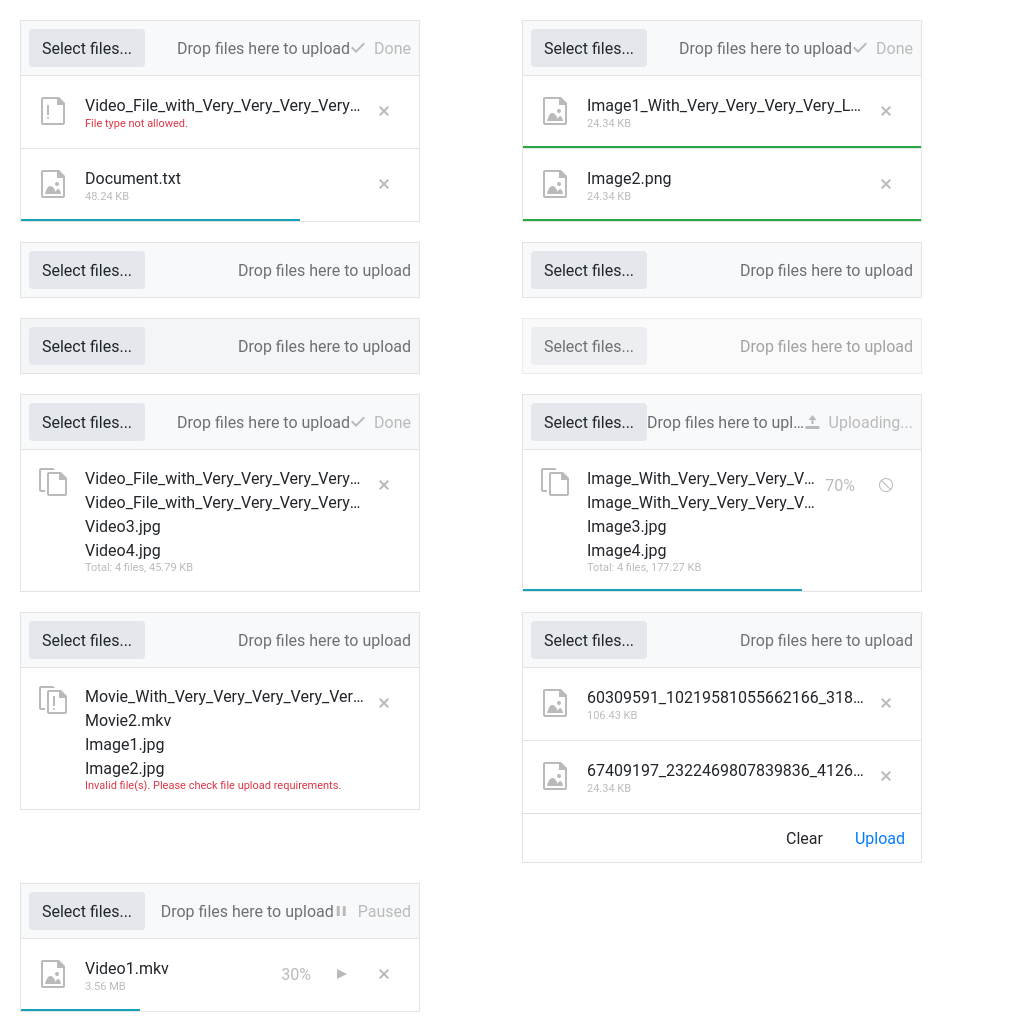 Select files... Drop files here to upload Done
Video_File_with_Very_Very_Very_Very...
File type not allowed.
Document.txt
48.24 KB
Select files... Drop files here to upload Done
Image1_With_Very_Very_Very_Very_L...
24.34 KB
Image2.png
24.34 KB
Select files... Drop files here to upload
Select files... Drop files here to upload
Select files... Drop files here to upload
Select files... Drop files here to upload
Select files... Drop files here to upload Done
Video_File_with_Very_Very_Very_Very...
Video_File_with_Very_Very_Very_Very...
Video3.jpg
Video4.jpg
Total: 4 files, 45.79 KB
Select files... Drop files here to upl... Uploading...
Image_With_Very_Very_Very_V... 70%
Image_With_Very_Very_Very_V...
Image3.jpg
Image4.jpg
Total: 4 files, 177.27 KB
Select files... Drop files here to upload
Movie_With_Very_Very_Very_Very_Ver...
Movie2.mkv
Image1.jpg
Image2.jpg
Invalid file(s). Please check file upload requirements.
Select files... Drop files here to upload
60309591_10219581055662166_318...
106.43 KB
67409197_2322469807839836_4126...
24.34 KB
Clear Upload
Select files... Drop files here to upload Paused
Video1.mkv 30%
3.56 MB